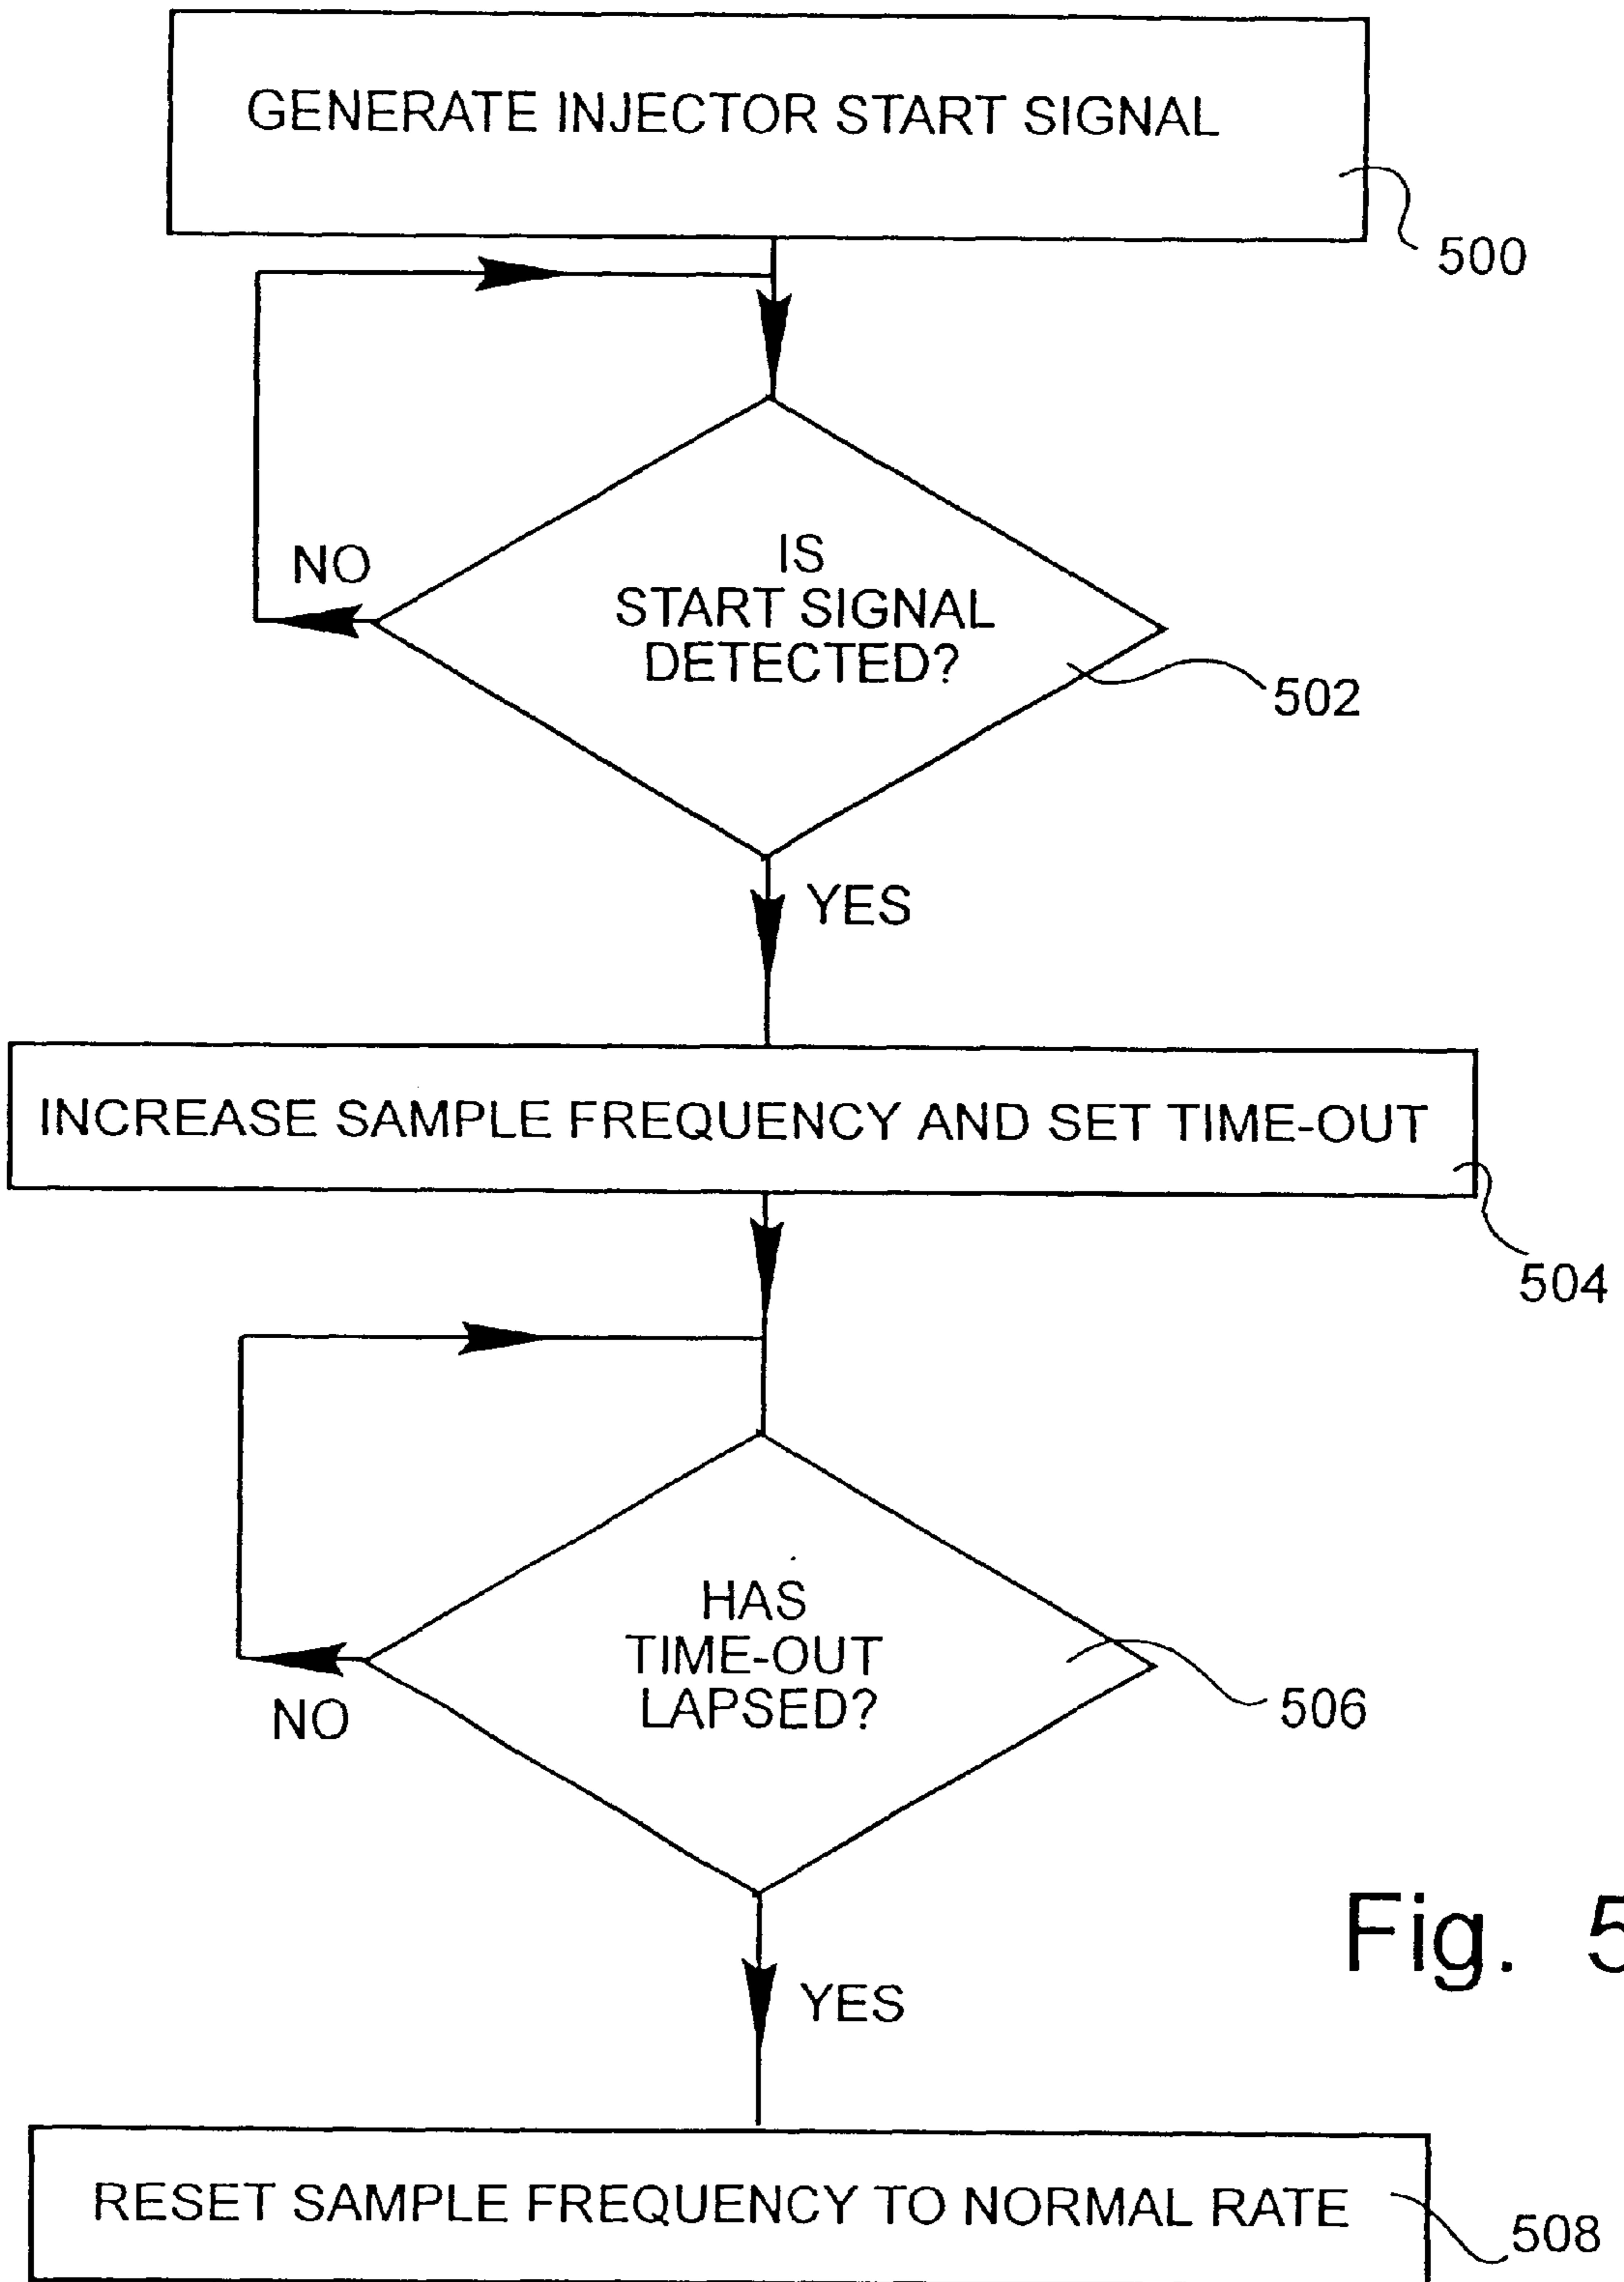 GENERATE INJECTOR START SIGNAL
500
IS
START SIGNAL
DETECTED?
NO
502
YES
INCREASE SAMPLE FREQUENCY AND SET TIME-OUT
504
HAS
TIME-OUT
LAPSED?
NO
506
YES
Fig. 5
RESET SAMPLE FREQUENCY TO NORMAL RATE
508